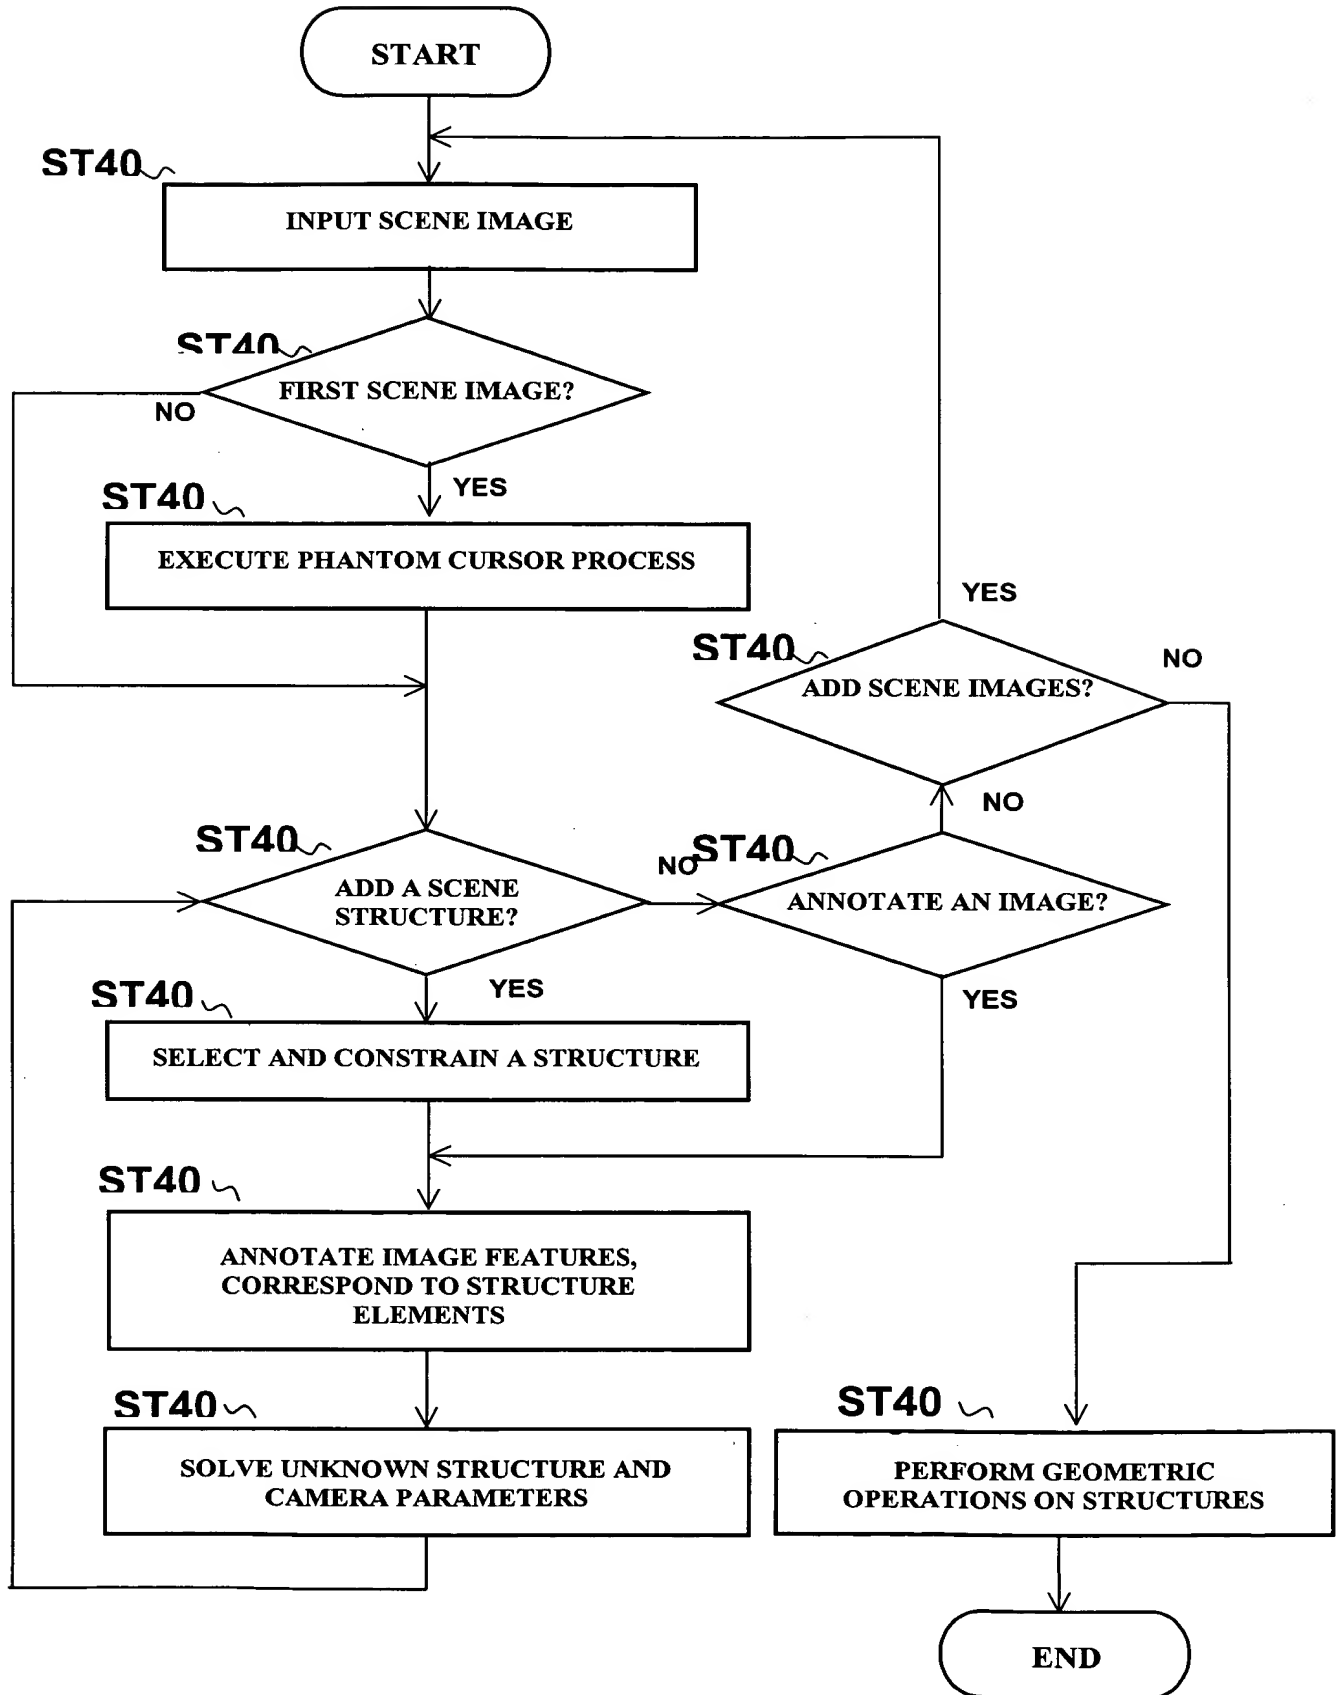 START
ST40
INPUT SCENE IMAGE
ST40
FIRST SCENE IMAGE?
NO
YES
ST40
EXECUTE PHANTOM CURSOR PROCESS
YES
ST40
NO
ADD SCENE IMAGES?
NO
ST40
ADD A SCENE
STRUCTURE?
NO
ST40
ANNOTATE AN IMAGE?
YES
YES
ST40
SELECT AND CONSTRAIN A STRUCTURE
ST40
ANNOTATE IMAGE FEATURES,
CORRESPOND TO STRUCTURE
ELEMENTS
ST40
SOLVE UNKNOWN STRUCTURE AND
CAMERA PARAMETERS
ST40
PERFORM GEOMETRIC
OPERATIONS ON STRUCTURES
END